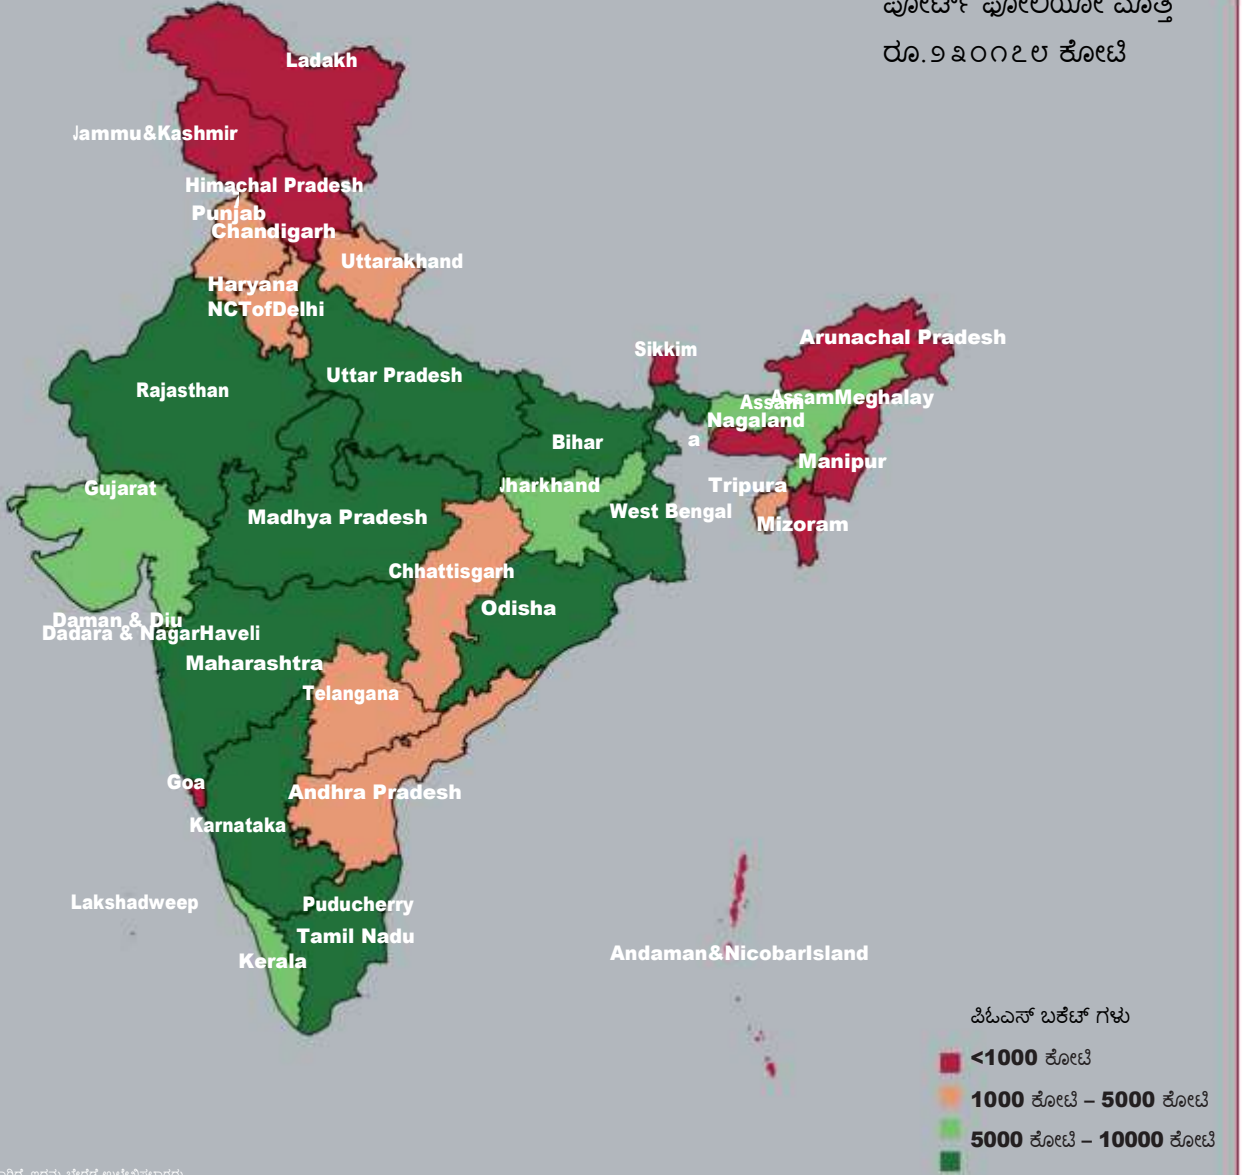 ಪೋರ್ಟ್ ಫೋಲಿಯೋ ಮೊತ್ತ
ರೂ.೨೩೦೧೭೮ ಕೋಟಿ
Ladakh
Jammu&Kashmir
Himachal Pradesh
Punjab
Chandigarh
Uttarakhand
Haryana
NCTofDelhi
Arunachal Pradesh
Sikkim
Uttar Pradesh
Rajasthan
Assam
AssamMeghalay
Nagaland
a
Bihar
Manipur
Gujarat
Jharkhand
Tripura
West Bengal
Madhya Pradesh
Mizoram
Chhattisgarh
Odisha
Daman & Diu
Dadara & NagarHaveli
Maharashtra
Telangana
Goa
Andhra Pradesh
Karnataka
Lakshadweep
Puducherry
Tamil Nadu
Kerala
Andaman&NicobarIsland
ಪಿಓಎಸ್ ಬಕೆಟ್ ಗಳು
<1000 ಕೋಟಿ
1000 ಕೋಟಿ – 5000 ಕೋಟಿ
5000 ಕೋಟಿ – 10000 ಕೋಟಿ